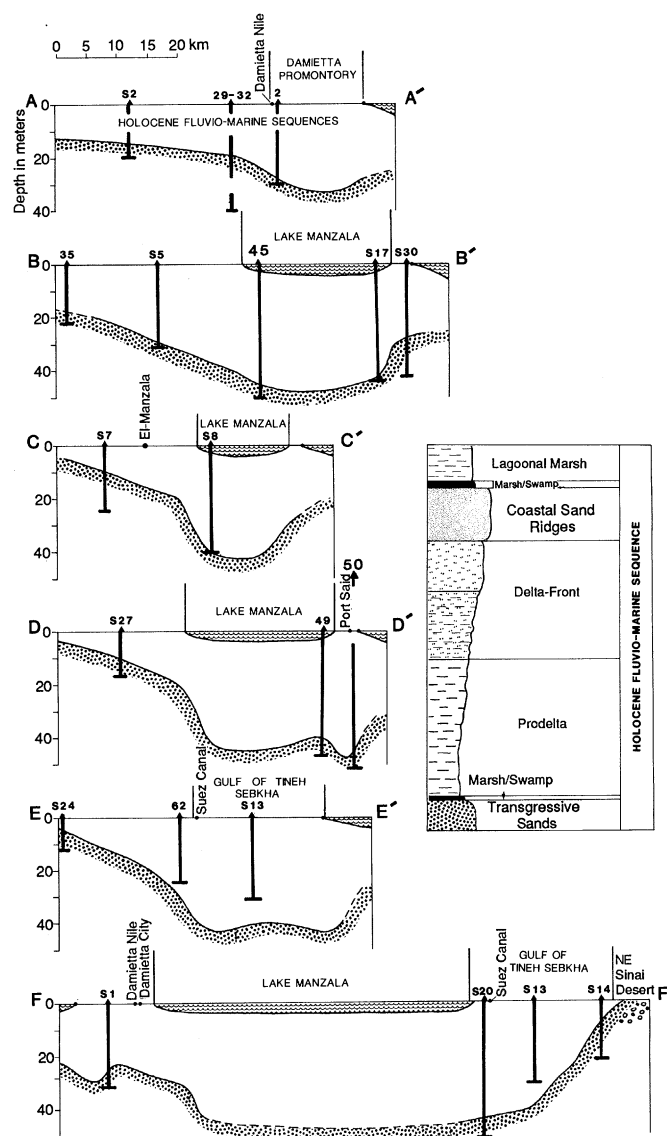 0 5 10 15 20 km
Damietta Nile
DAMIETTA
PROMONTORY
A A′
S2 29-32 2
HOLOCENE FLUVIO-MARINE SEQUENCES
Depth in meters
0
20
40
LAKE MANZALA
B B′
35 S5 45 S17 S30
0
20
40
El-Manzala
LAKE MANZALA
C C′
S7 S8
0
20
40
Port Said
50
LAKE MANZALA
D D′
S27 49
0
20
40
Suez Canal
GULF OF TINEH
SEBKHA
E E′
S24 62 S13
0
20
40
Damietta Nile
Damietta City
LAKE MANZALA
Suez Canal
GULF OF
TINEH SEBKHA
NE
Sinai
Desert
F F
S1 S20 S13 S14
0
20
40
Lagoonal Marsh
Marsh/Swamp
Coastal Sand
Ridges
Delta-Front
Prodelta
Marsh/Swamp
Transgressive
Sands
HOLOCENE FLUVIO-MARINE SEQUENCE